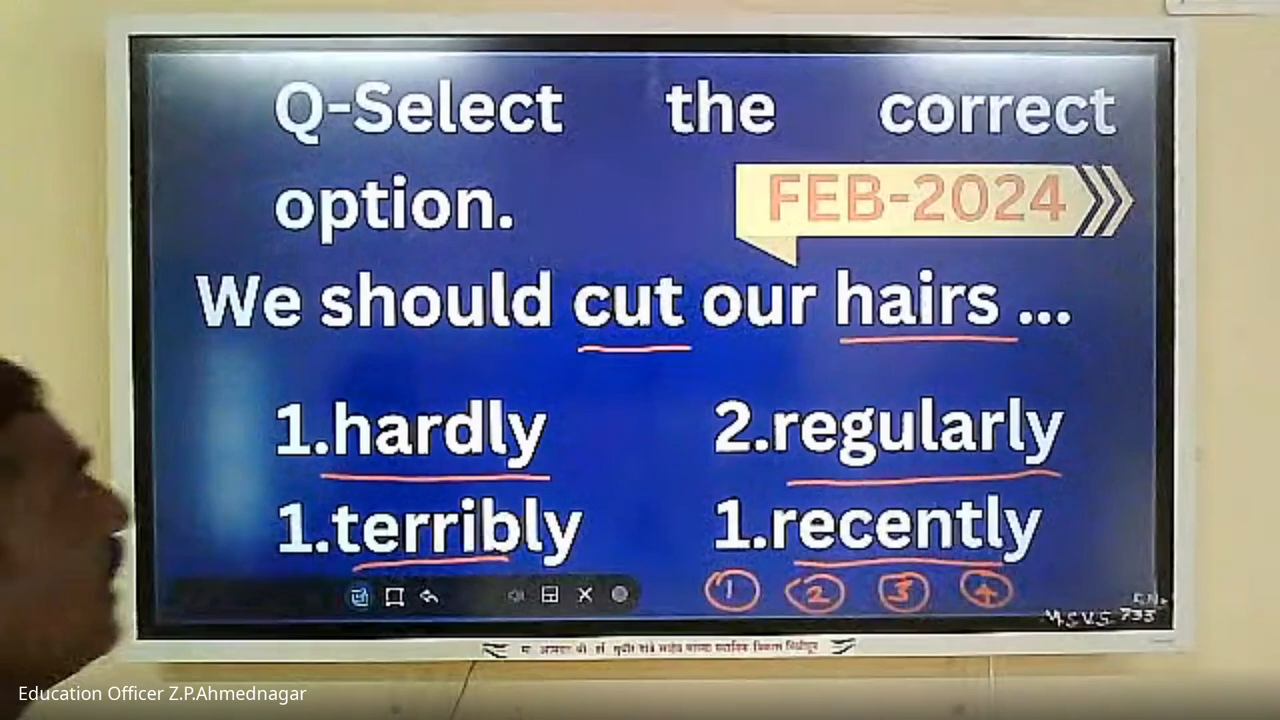 Q-Select the correct
option.
FEB-2024
We should cut our hairs ...
1.hardly 2.regularly
1.terribly 1.recently
1 2 3 4
M.S.V.S 733
Education Officer Z.P.Ahmednagar